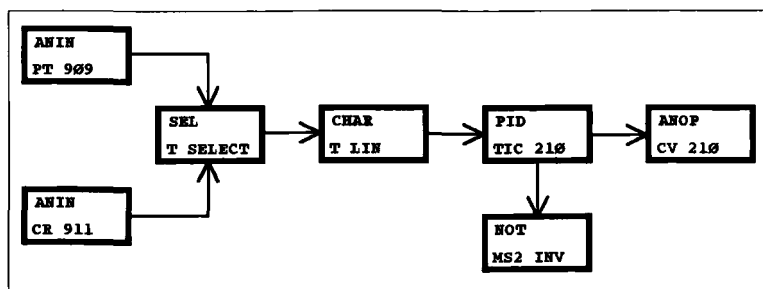 ANIN
PT 9Ø9
SEL
T SELECT
CHAR
T LIN
PID
TIC 21Ø
ANOP
CV 21Ø
ANIN
CR 911
NOT
MS2 INV